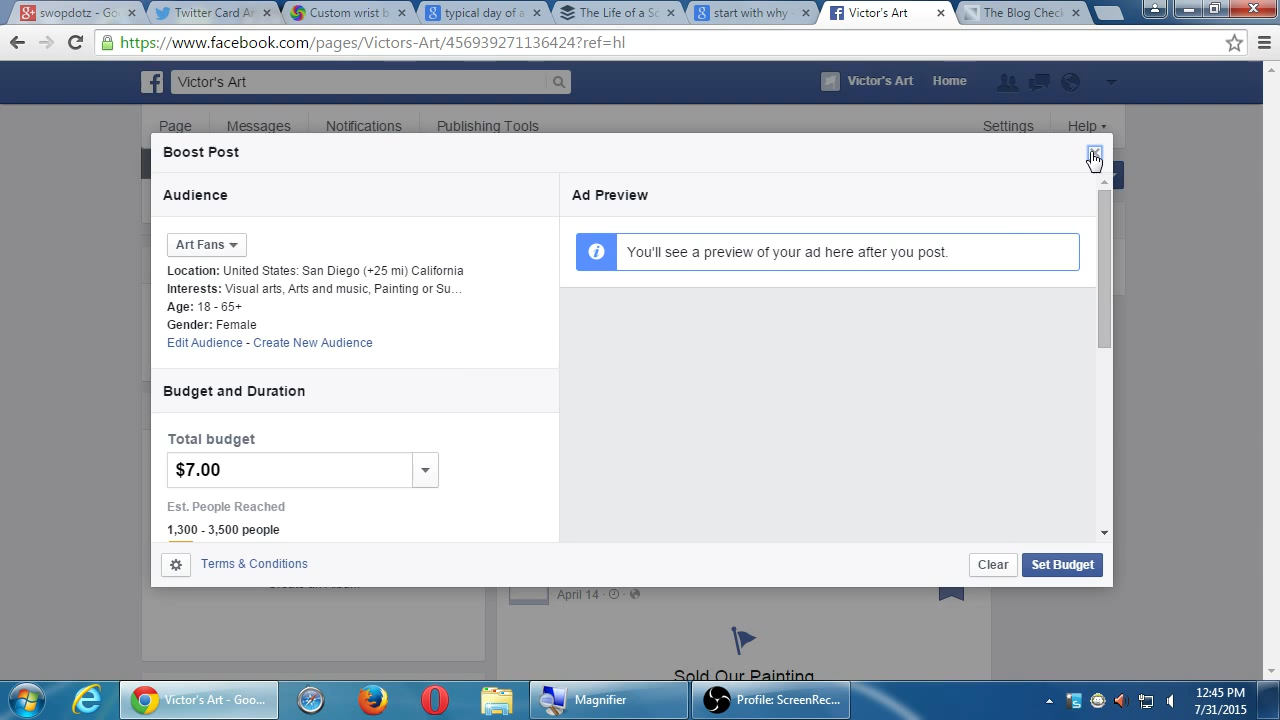 swopdotz - Go
Twitter Card Af
Custom wrist b
typical day of a
The Life of a So
start with why -
Victor's Art
The Blog Check
https://www.facebook.com/pages/Victors-Art/456939271136424?ref=hl
Victor's Art
Victor's Art
Home
Page
Messages
Notifications
Publishing Tools
Settings
Help
Boost Post
Audience
Ad Preview
Art Fans
You'll see a preview of your ad here after you post.
Location: United States: San Diego (+25 mi) California
Interests: Visual arts, Arts and music, Painting or Su...
Age: 18 - 65+
Gender: Female
Edit Audience - Create New Audience
Budget and Duration
Total budget
$7.00
Est. People Reached
1,300 - 3,500 people
Terms & Conditions
Clear
Set Budget
April 14
Sold Our Painting
Victor's Art - Goo...
Magnifier
Profile: ScreenRec...
12:45 PM
7/31/2015